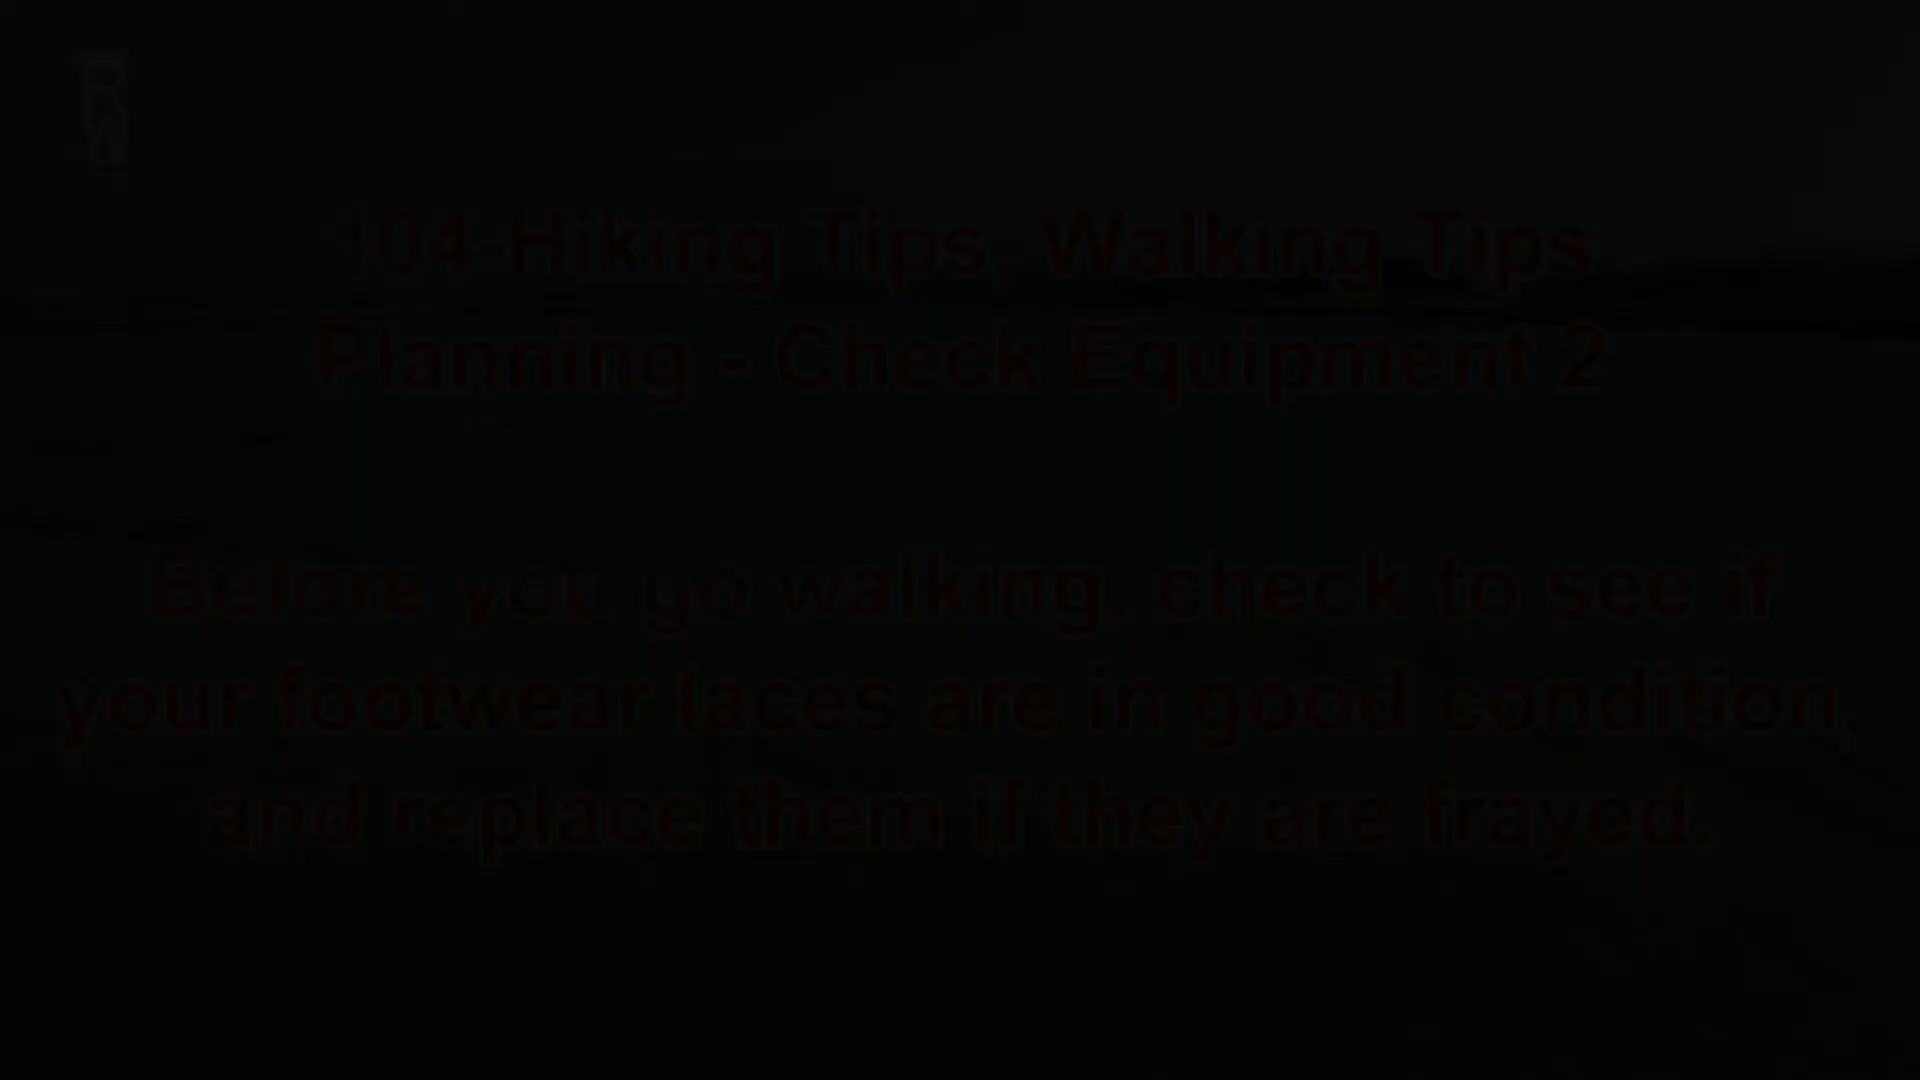 R
W
104-Hiking Tips, Walking Tips
Planning - Check Equipment 2
Before you go walking, check to see if
your footwear laces are in good condition,
and replace them if they are frayed.